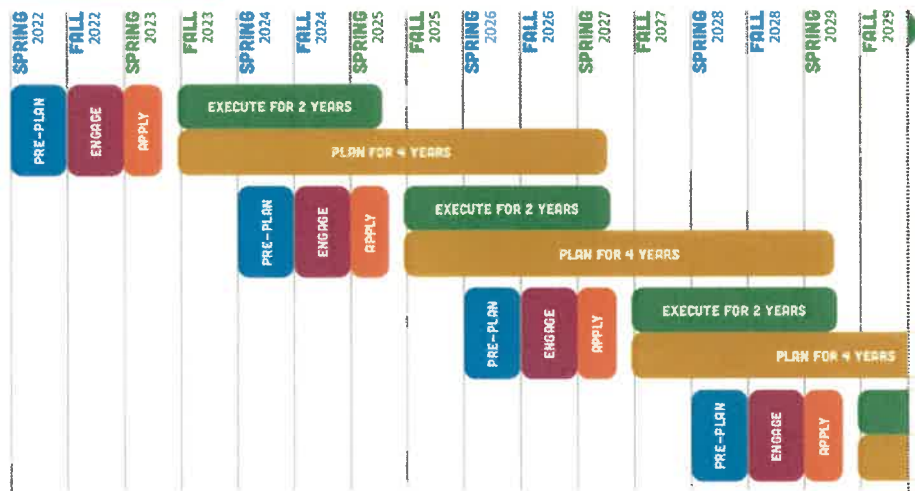 SPRING 2022
FALL 2022
SPRING 2023
FALL 2023
SPRING 2024
FALL 2024
SPRING 2025
FALL 2025
SPRING 2026
FALL 2026
SPRING 2027
FALL 2027
SPRING 2028
FALL 2028
SPRING 2029
FALL 2029
PRE-PLAN
ENGAGE
APPLY
EXECUTE FOR 2 YEARS
PLAN FOR 4 YEARS
PRE-PLAN
ENGAGE
APPLY
EXECUTE FOR 2 YEARS
PLAN FOR 4 YEARS
PRE-PLAN
ENGAGE
APPLY
EXECUTE FOR 2 YEARS
PLAN FOR 4 YEARS
PRE-PLAN
ENGAGE
APPLY